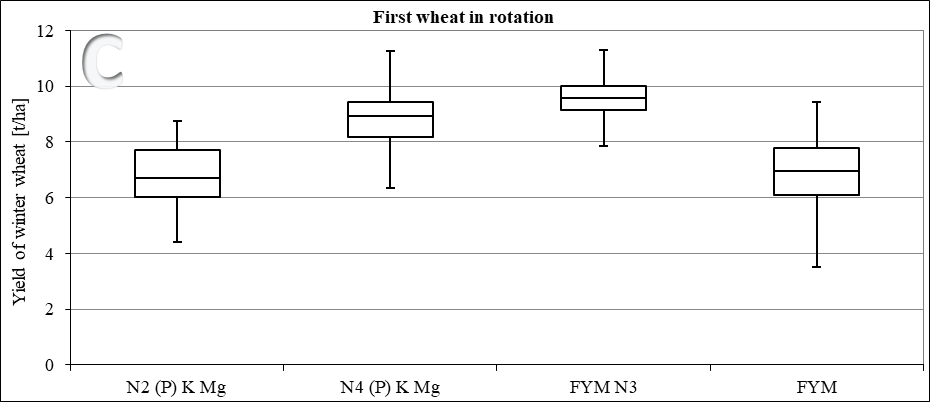 First wheat in rotation
C
Yield of winter wheat [t/ha]
12
10
8
6
4
2
0
N2 (P) K Mg
N4 (P) K Mg
FYM N3
FYM